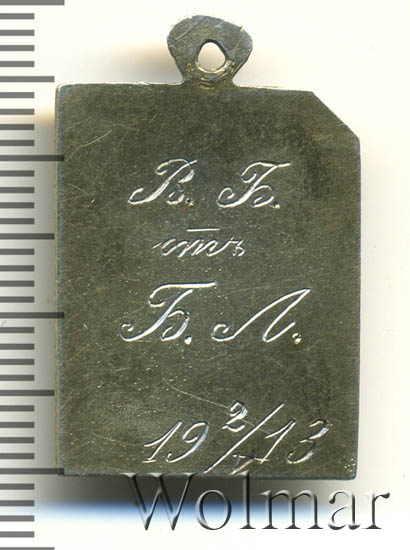 В. Б.
отъ
Б. Л.
19 2/V 13
Wolmar